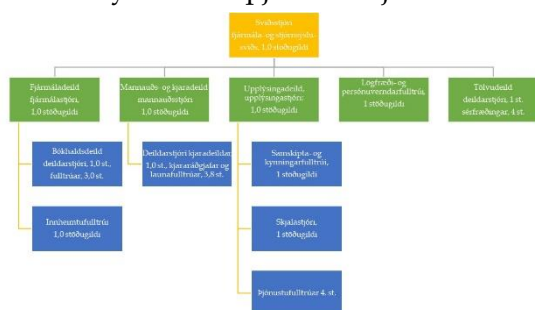 Sviðsstjóri
fjármála- og stjórnsýslu-
sviðs, 1,0 stöðugildi
Fjármáladeild
fjármálastjóri,
1,0 stöðugildi
Mannauðs- og kjaradeild
mannauðsstjóri
1,0 stöðugildi
Upplýsingadeild,
upplýsingastjóri
1,0 stöðugildi
Lögfræði- og
persónuverndarfulltrúi,
1 stöðugildi
Tölvudeild
deildarstjóri, 1 st.
sérfræðingar, 4 st.
Bókhaldsdeild
deildarstjóri, 1,0 st.,
fulltrúar, 3,0 st.
Deildarstjóri kjaradeildar,
1,0 st., kjararáðgjafar og
launafulltrúar, 3,8 st.
Samskipta- og
kynningarfulltrúi,
1 stöðugildi
Innheimtufulltrúi
1,0 stöðugildi
Skjalastjóri,
1 stöðugildi
Þjónustufulltrúar 4. st.